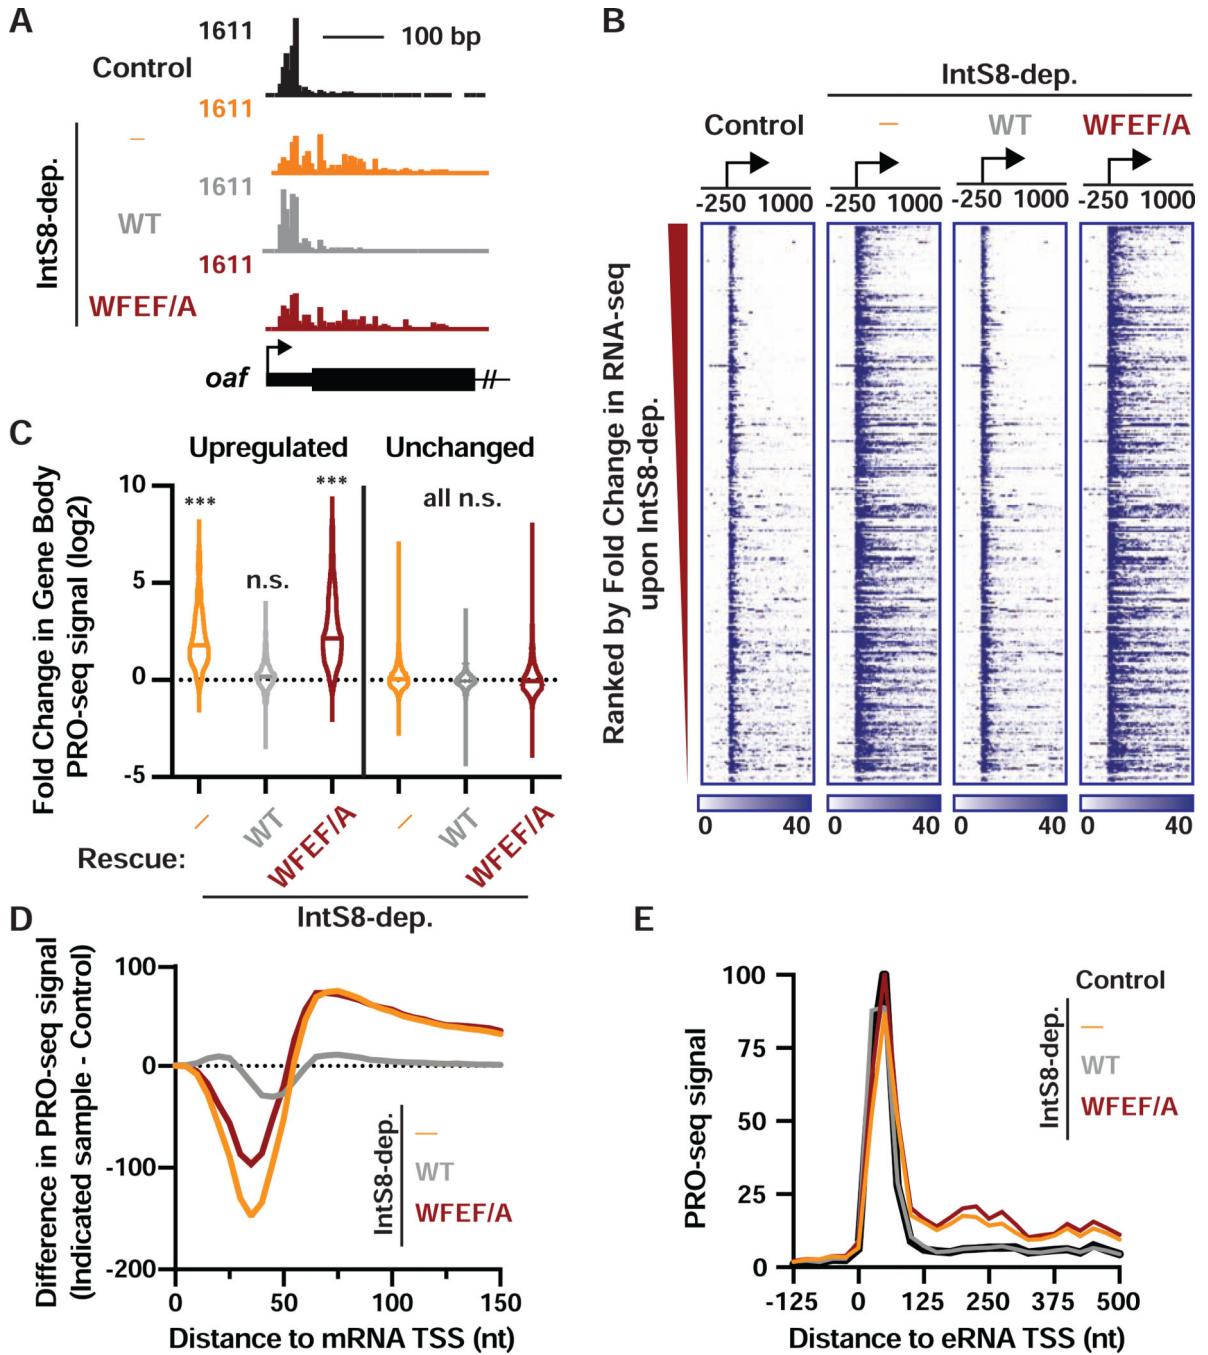 A
1611
100 bp
Control
1611
—
1611
WT
1611
WFEF/A
IntS8-dep.
oaf
//
B
IntS8-dep.
Control
—
WT
WFEF/A
-250 1000
-250 1000
-250 1000
-250 1000
Ranked by Fold Change in RNA-seq
upon IntS8-dep.
0 40
0 40
0 40
0 40
C
Upregulated
Unchanged
Fold Change in Gene Body
PRO-seq signal (log2)
10
5
0
-5
***
n.s.
***
all n.s.
Rescue:
—
WT
WFEF/A
—
WT
WFEF/A
IntS8-dep.
D
Difference in PRO-seq signal
(Indicated sample - Control)
100
0
-100
-200
IntS8-dep.
—
WT
WFEF/A
0 50 100 150
Distance to mRNA TSS (nt)
E
PRO-seq signal
100
75
50
25
0
Control
IntS8-dep.
—
WT
WFEF/A
-125 0 125 250 375 500
Distance to eRNA TSS (nt)